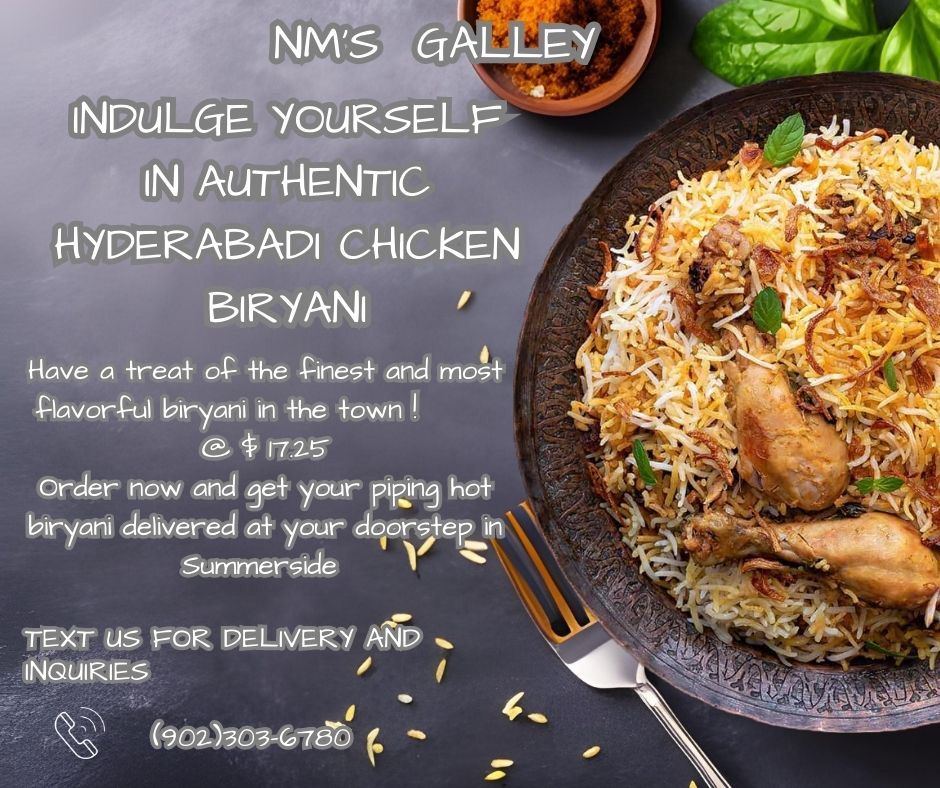 NM'S GALLEY
INDULGE YOURSELF
IN AUTHENTIC
HYDERABADI CHICKEN
BIRYANI
Have a treat of the finest and most
flavorful biryani in the town !
@ $ 17.25
Order now and get your piping hot
biryani delivered at your doorstep in
Summerside
TEXT US FOR DELIVERY AND
INQUIRIES
(902)303-6780